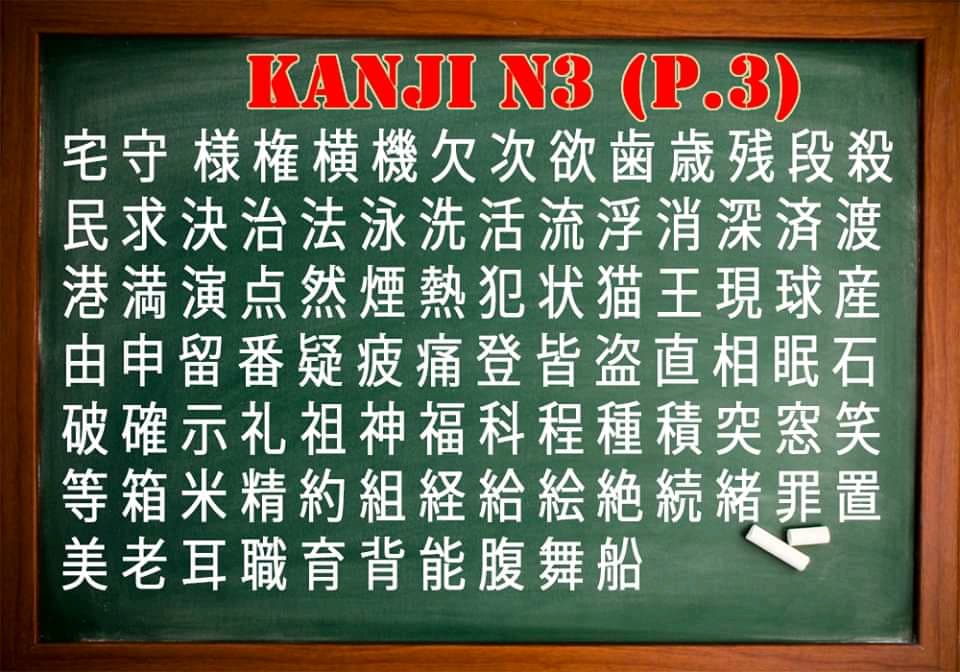 KANJI N3 (P.3)
宅 守 様 権 横 機 欠 次 欲 歯 歳 残 段 殺
民 求 決 治 法 泳 洗 活 流 浮 消 深 済 渡
港 満 演 点 然 煙 熱 犯 状 猫 王 現 球 産
由 申 留 番 疑 疲 痛 登 皆 盗 直 相 眠 石
破 確 示 礼 祖 神 福 科 程 種 積 突 窓 笑
等 箱 米 精 約 組 経 給 絵 絶 続 緒 罪 置
美 老 耳 職 育 背 能 腹 舞 船